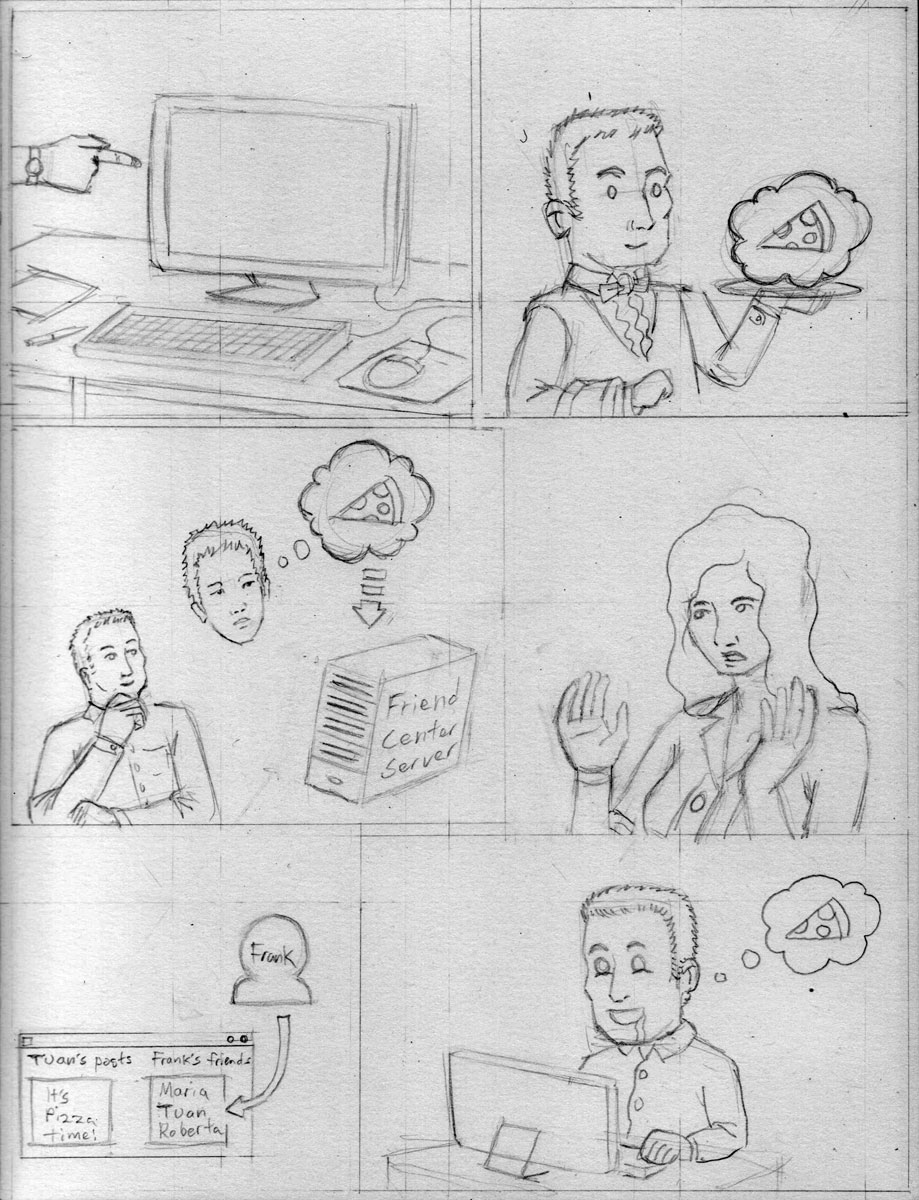 Friend
Center
Server
Frank
Tuan's posts
Frank's friends
It's
Pizza
time!
Maria
Tuan
Roberta